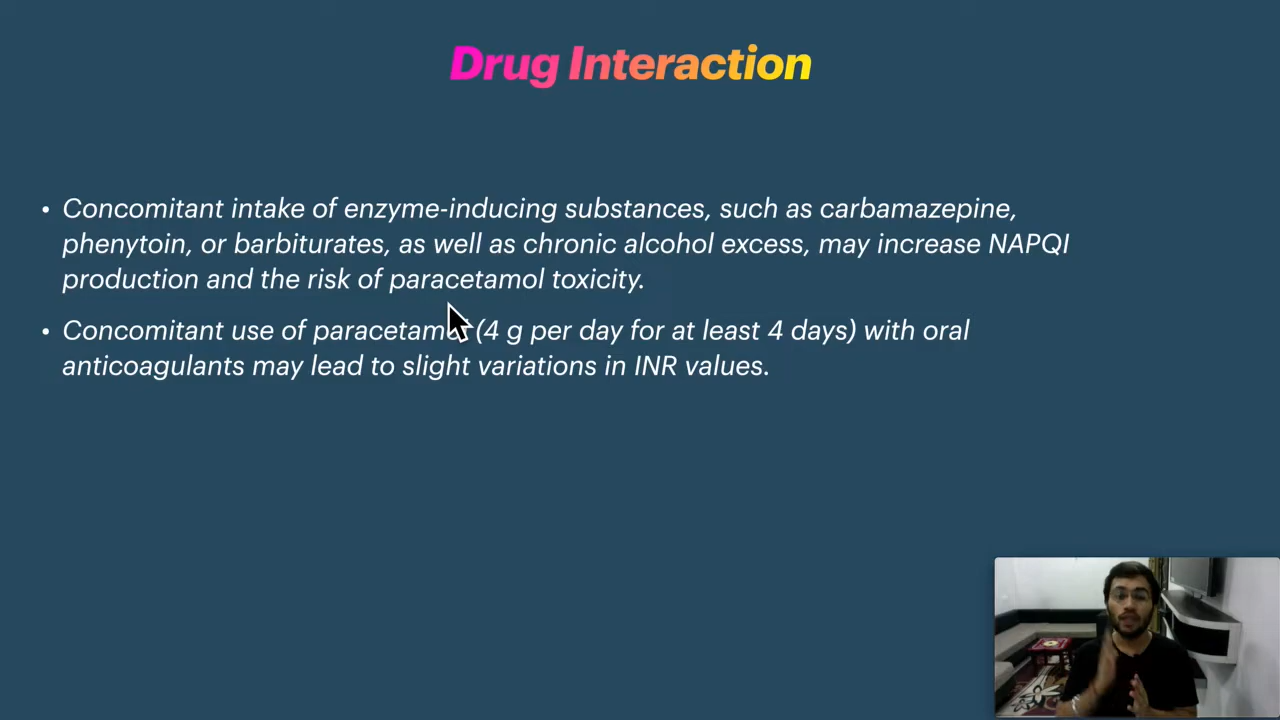 Drug Interaction
• Concomitant intake of enzyme-inducing substances, such as carbamazepine,
phenytoin, or barbiturates, as well as chronic alcohol excess, may increase NAPQI
production and the risk of paracetamol toxicity.
• Concomitant use of paracetamol (4 g per day for at least 4 days) with oral
anticoagulants may lead to slight variations in INR values.